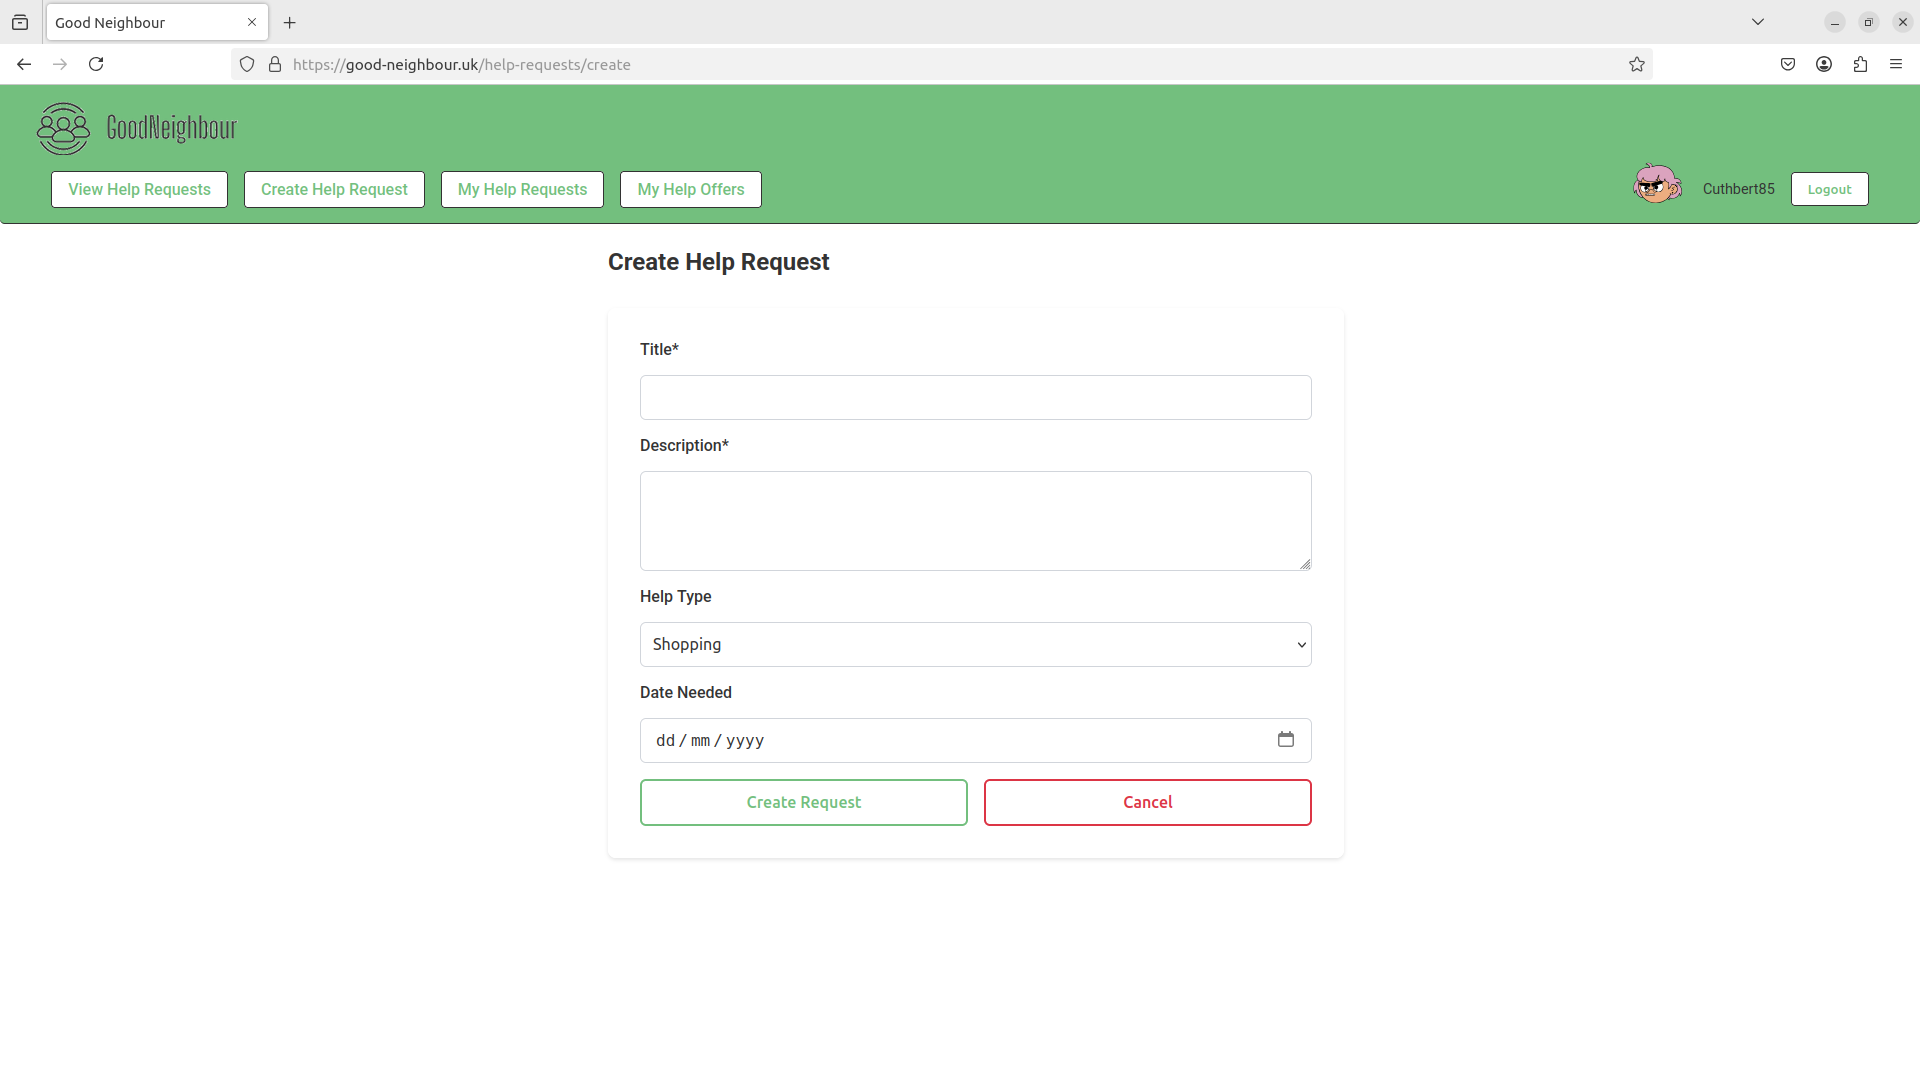 Good Neighbour
https://good-neighbour.uk/help-requests/create
GoodNeighbour
View Help Requests
Create Help Request
My Help Requests
My Help Offers
Cuthbert85
Logout
Create Help Request
Title*
Description*
Help Type
Shopping
Date Needed
dd / mm / yyyy
Create Request
Cancel